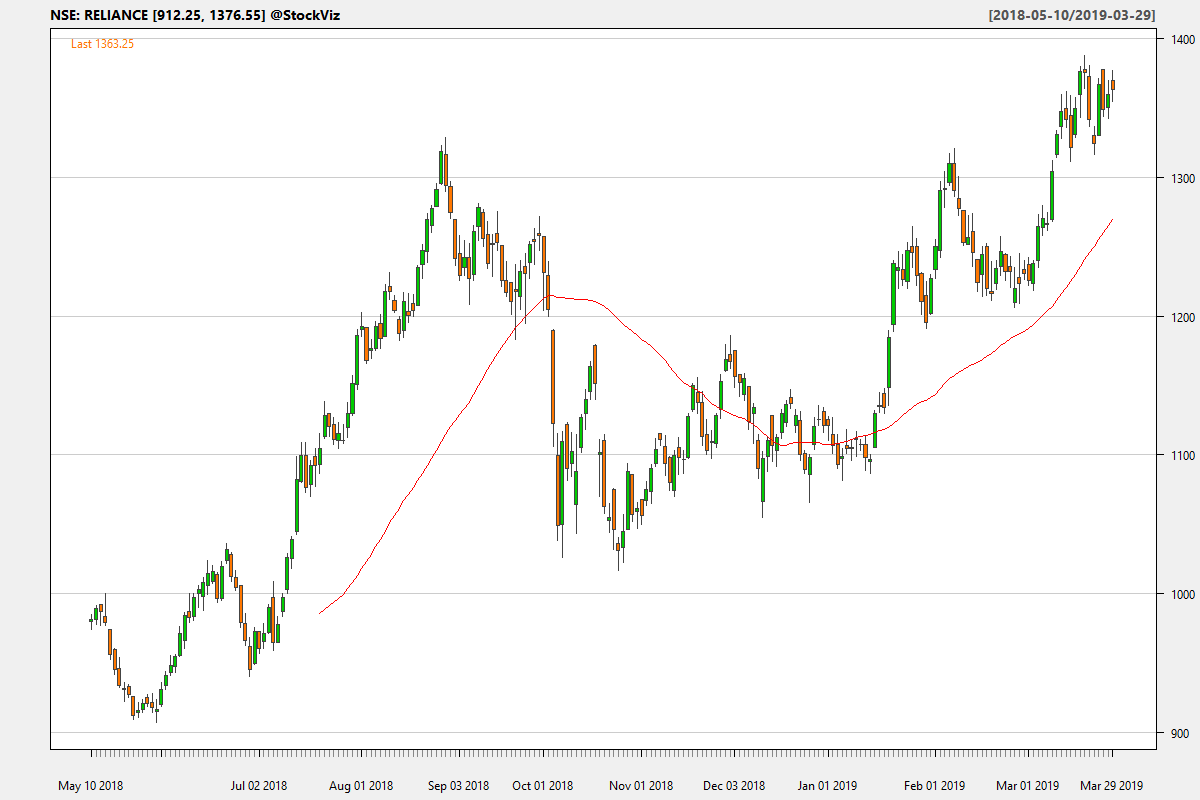 NSE: RELIANCE [912.25, 1376.55] @StockViz [2018-05-10/2019-03-29]
Last 1363.25
1400
1300
1200
1100
1000
900
May 10 2018 Jul 02 2018 Aug 01 2018 Sep 03 2018 Oct 01 2018 Nov 01 2018 Dec 03 2018 Jan 01 2019 Feb 01 2019 Mar 01 2019 Mar 29 2019